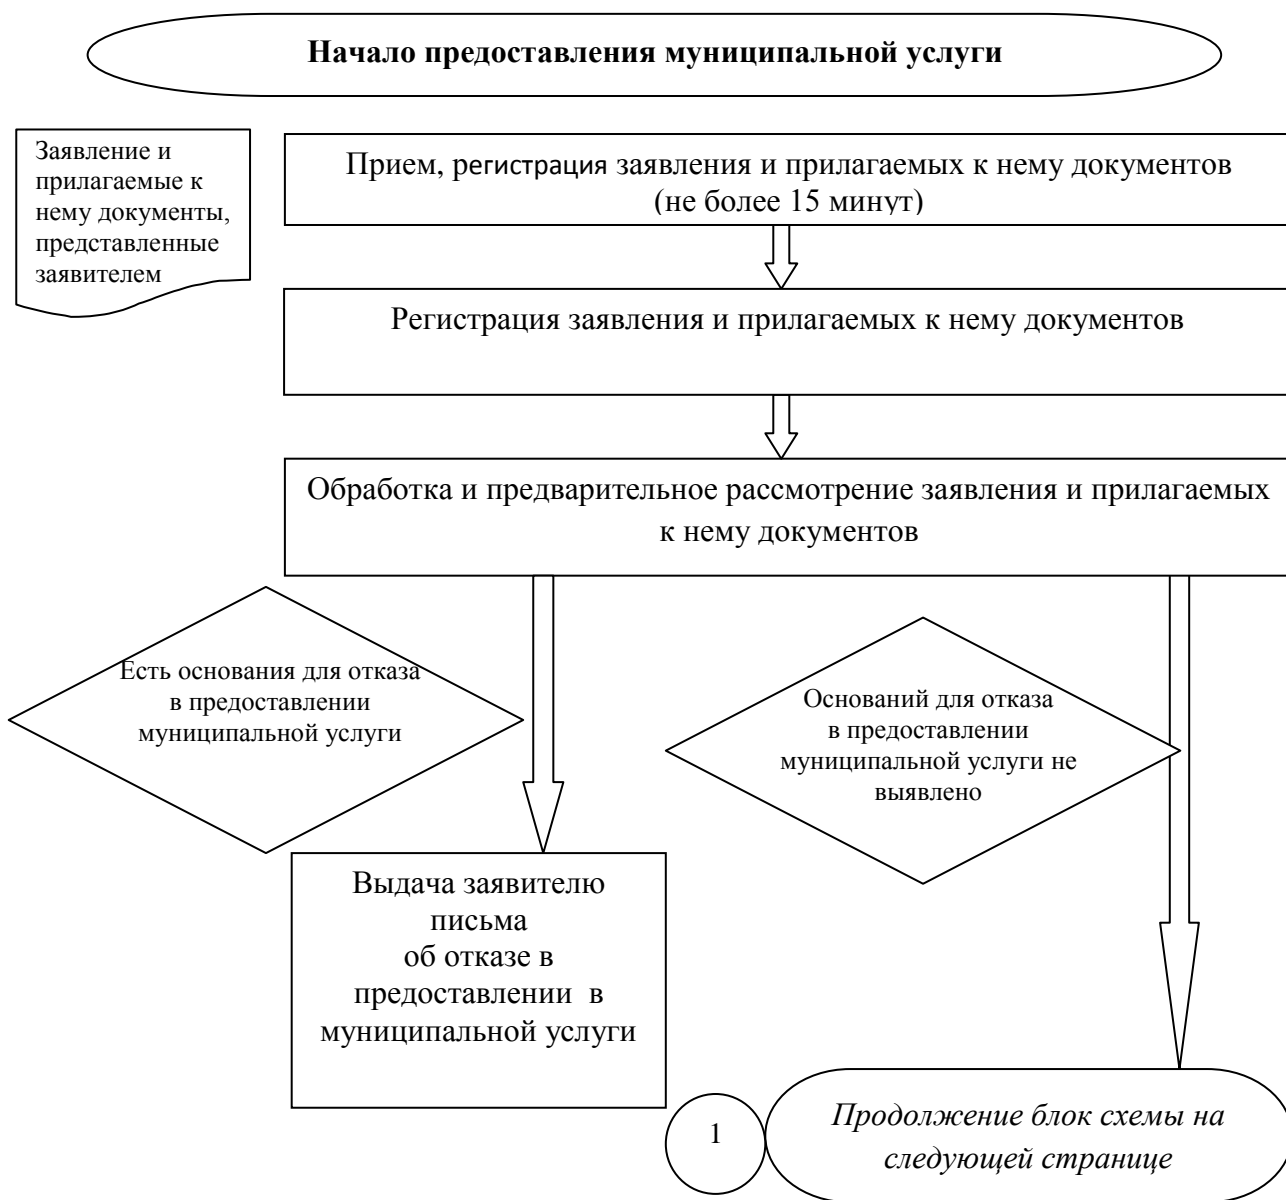 Начало предоставления муниципальной услуги
Заявление и
прилагаемые к
нему документы,
представленные
заявителем
Прием, регистрация заявления и прилагаемых к нему документов
(не более 15 минут)
Регистрация заявления и прилагаемых к нему документов
Обработка и предварительное рассмотрение заявления и прилагаемых
к нему документов
Есть основания для отказа
в предоставлении
муниципальной услуги
Оснований для отказа
в предоставлении
муниципальной услуги не
выявлено
Выдача заявителю
письма
об отказе в
предоставлении в
муниципальной услуги
1
Продолжение блок схемы на
следующей странице